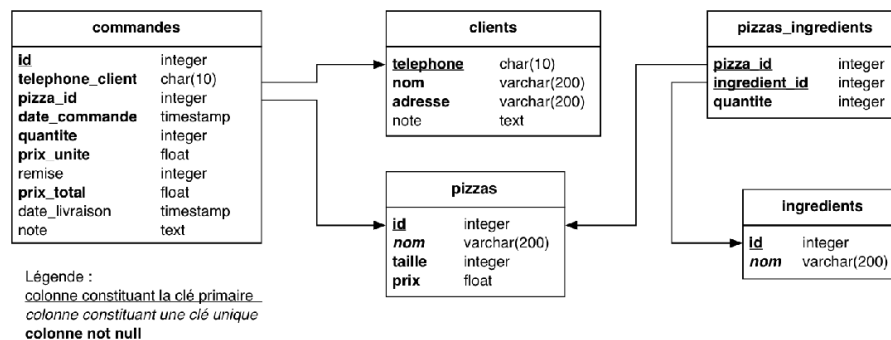 commandes
id integer
telephone_client char(10)
pizza_id integer
date_commande timestamp
quantite integer
prix_unite float
remise integer
prix_total float
date_livraison timestamp
note text
clients
telephone char(10)
nom varchar(200)
adresse varchar(200)
note text
pizzas_ingredients
pizza_id integer
ingredient_id integer
quantite integer
pizzas
id integer
nom varchar(200)
taille integer
prix float
ingredients
id integer
nom varchar(200)
Légende :
colonne constituant la clé primaire
colonne constituant une clé unique
colonne not null